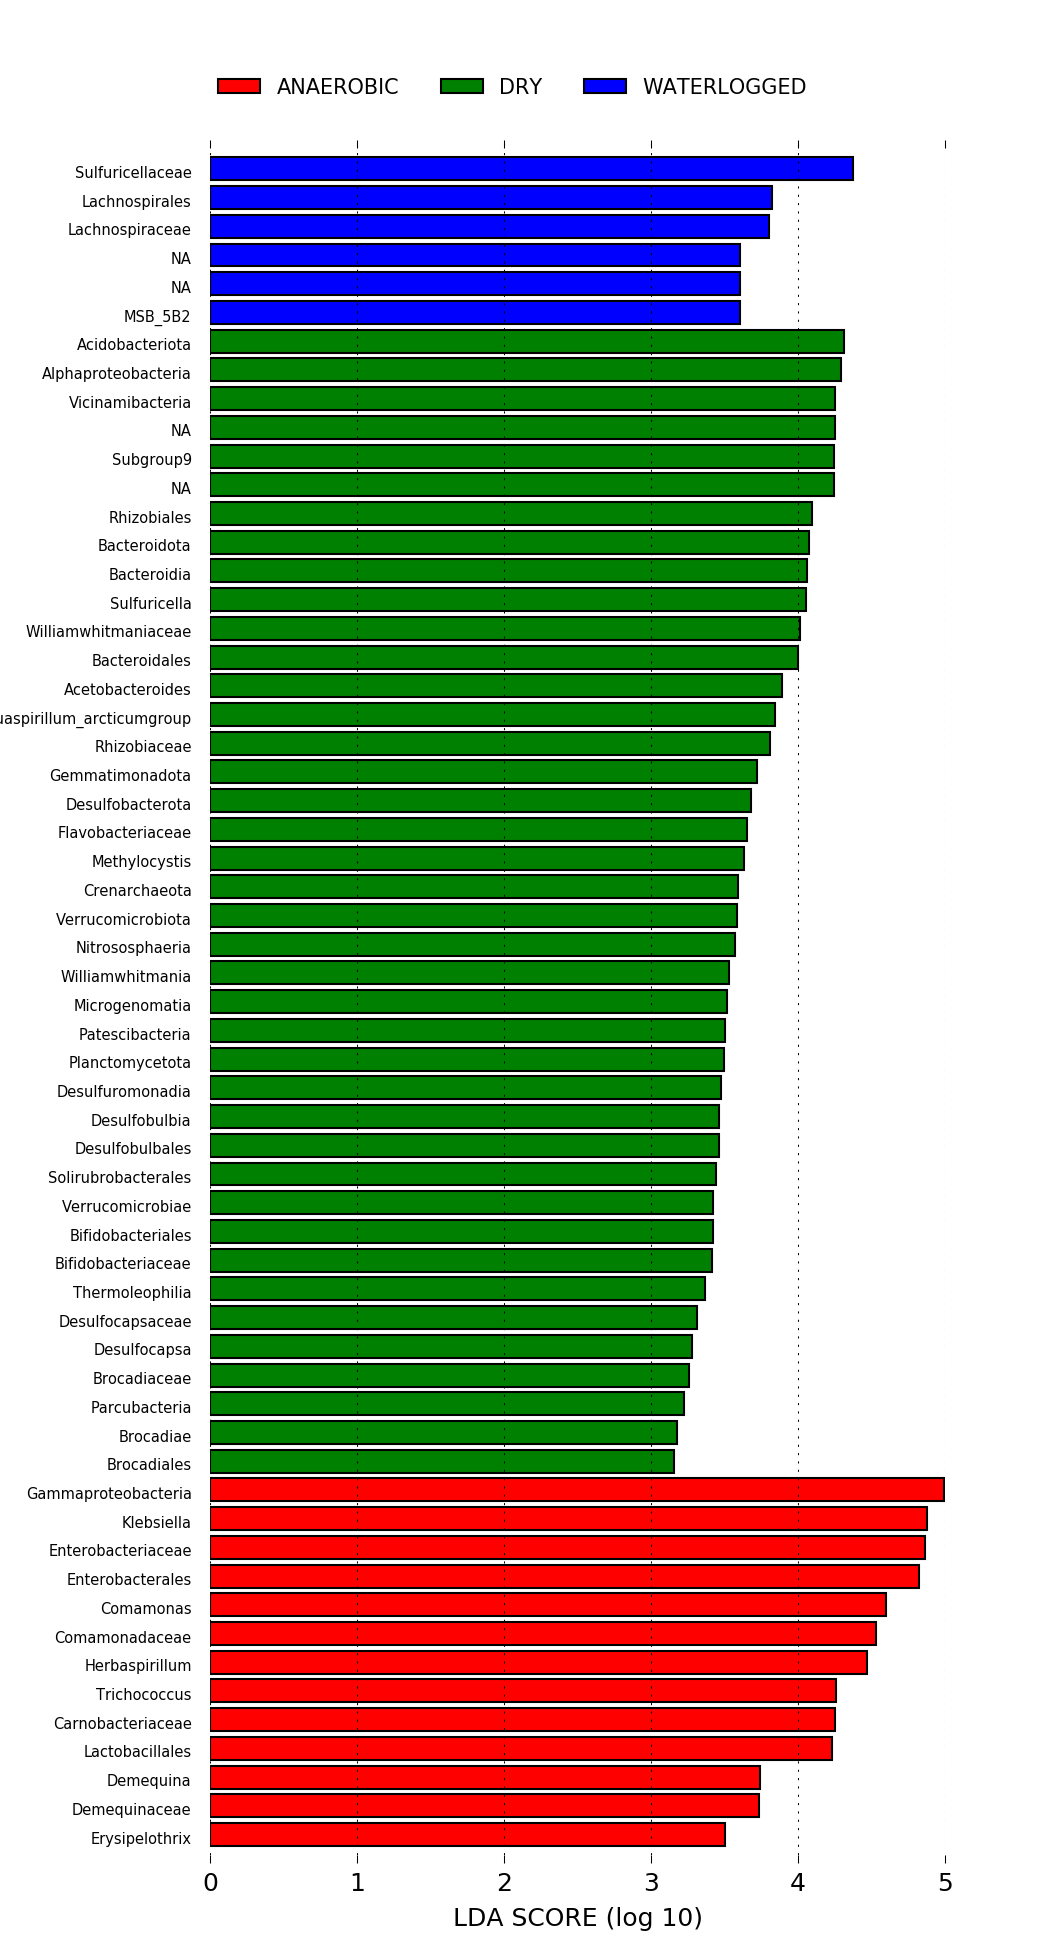 ANAEROBIC DRY WATERLOGGED
Sulfuricellaceae
Lachnospirales
Lachnospiraceae
NA
NA
MSB_5B2
Acidobacteriota
Alphaproteobacteria
Vicinamibacteria
NA
Subgroup9
NA
Rhizobiales
Bacteroidota
Bacteroidia
Sulfuricella
Williamwhitmaniaceae
Bacteroidales
Acetobacteroides
uaspirillum_arcticumgroup
Rhizobiaceae
Gemmatimonadota
Desulfobacterota
Flavobacteriaceae
Methylocystis
Crenarchaeota
Verrucomicrobiota
Nitrososphaeria
Williamwhitmania
Microgenomatia
Patescibacteria
Planctomycetota
Desulfuromonadia
Desulfobulbia
Desulfobulbales
Solirubrobacterales
Verrucomicrobiae
Bifidobacteriales
Bifidobacteriaceae
Thermoleophilia
Desulfocapsaceae
Desulfocapsa
Brocadiaceae
Parcubacteria
Brocadiae
Brocadiales
Gammaproteobacteria
Klebsiella
Enterobacteriaceae
Enterobacterales
Comamonas
Comamonadaceae
Herbaspirillum
Trichococcus
Carnobacteriaceae
Lactobacillales
Demequina
Demequinaceae
Erysipelothrix
0 1 2 3 4 5
LDA SCORE (log 10)